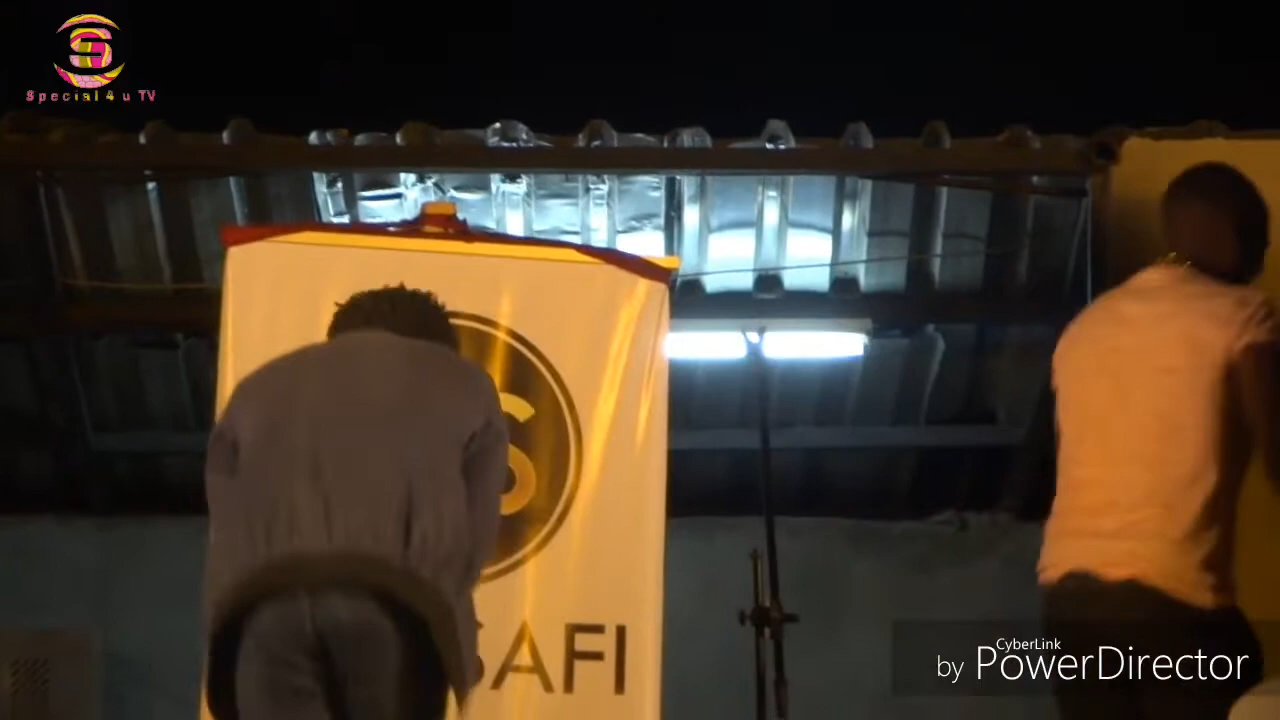 S
Special 4 u TV
S
SAFI
CyberLink
by PowerDirector